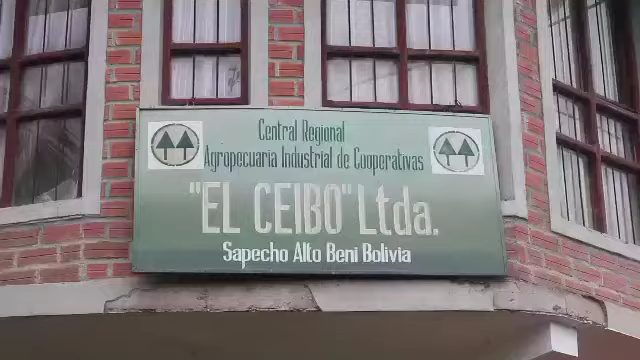 Central Regional
Agropecuaria Industrial de Cooperativas
"EL CEIBO" Ltda.
Sapecho Alto Beni Bolivia